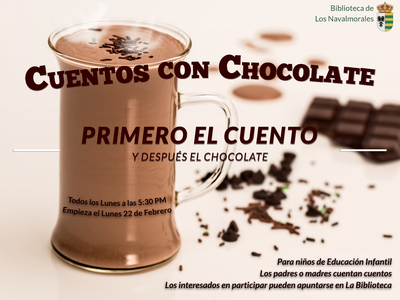 Biblioteca de
Los Navalmorales
CUENTOS CON CHOCOLATE
PRIMERO EL CUENTO
Y DESPUÉS EL CHOCOLATE
Todos los Lunes a las 5:30 PM
Empieza el Lunes 22 de Febrero
Para niños de Educación Infantil
Los padres o madres cuentan cuentos
Los interesados en participar pueden apuntarse en La Biblioteca